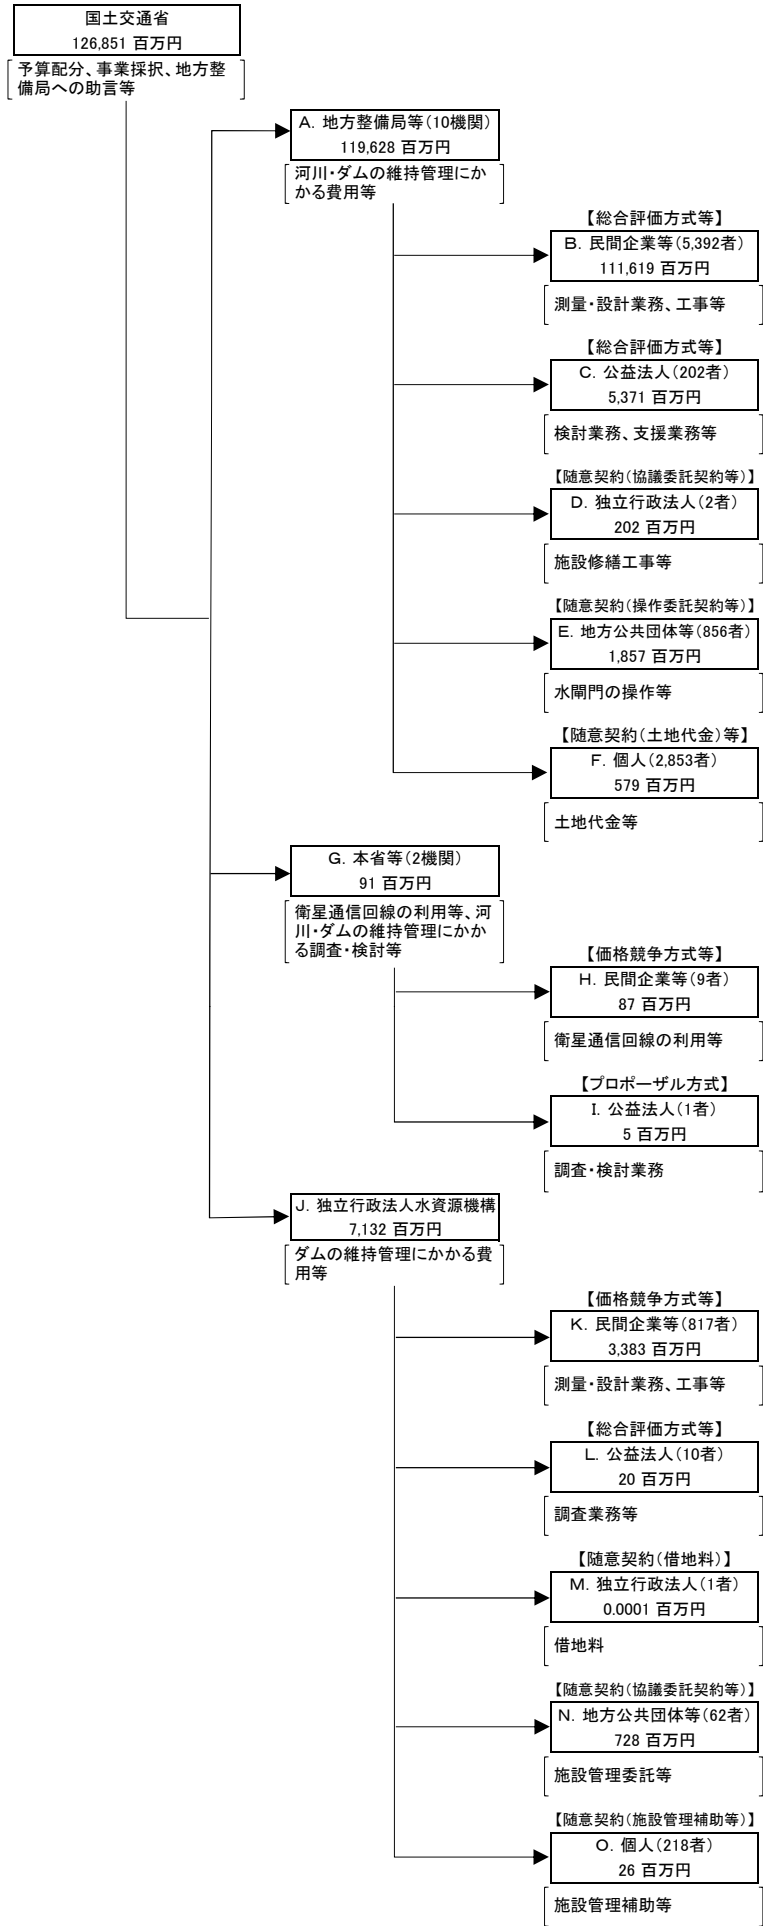 国土交通省
126,851 百万円
予算配分、事業採択、地方整
備局への助言等
A. 地方整備局等(10機関)
119,628 百万円
河川・ダムの維持管理にか
かる費用等
【総合評価方式等】
B. 民間企業等(5,392者)
111,619 百万円
測量・設計業務、工事等
【総合評価方式等】
C. 公益法人(202者)
5,371 百万円
検討業務、支援業務等
【随意契約(協議委託契約等)】
D. 独立行政法人(2者)
202 百万円
施設修繕工事等
【随意契約(操作委託契約等)】
E. 地方公共団体等(856者)
1,857 百万円
水閘門の操作等
【随意契約(土地代金)等】
F. 個人(2,853者)
579 百万円
土地代金等
G. 本省等(2機関)
91 百万円
衛星通信回線の利用等、河
川・ダムの維持管理にかか
る調査・検討等
【価格競争方式等】
H. 民間企業等(9者)
87 百万円
衛星通信回線の利用等
【プロポーザル方式】
I. 公益法人(1者)
5 百万円
調査・検討業務
J. 独立行政法人水資源機構
7,132 百万円
ダムの維持管理にかかる費
用等
【価格競争方式等】
K. 民間企業等(817者)
3,383 百万円
測量・設計業務、工事等
【総合評価方式等】
L. 公益法人(10者)
20 百万円
調査業務等
【随意契約(借地料)】
M. 独立行政法人(1者)
0.0001 百万円
借地料
【随意契約(協議委託契約等)】
N. 地方公共団体等(62者)
728 百万円
施設管理委託等
【随意契約(施設管理補助等)】
O. 個人(218者)
26 百万円
施設管理補助等